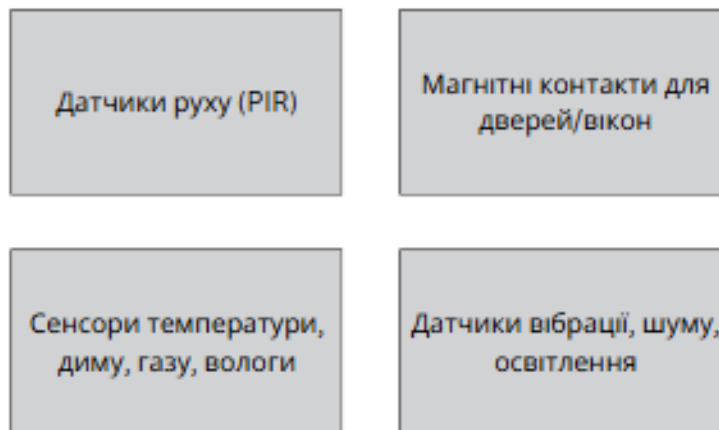 Датчики руху (PIR)
Магнітні контакти для
дверей/вікон
Сенсори температури,
диму, газу, вологи
Датчики вібрації, шуму,
освітлення